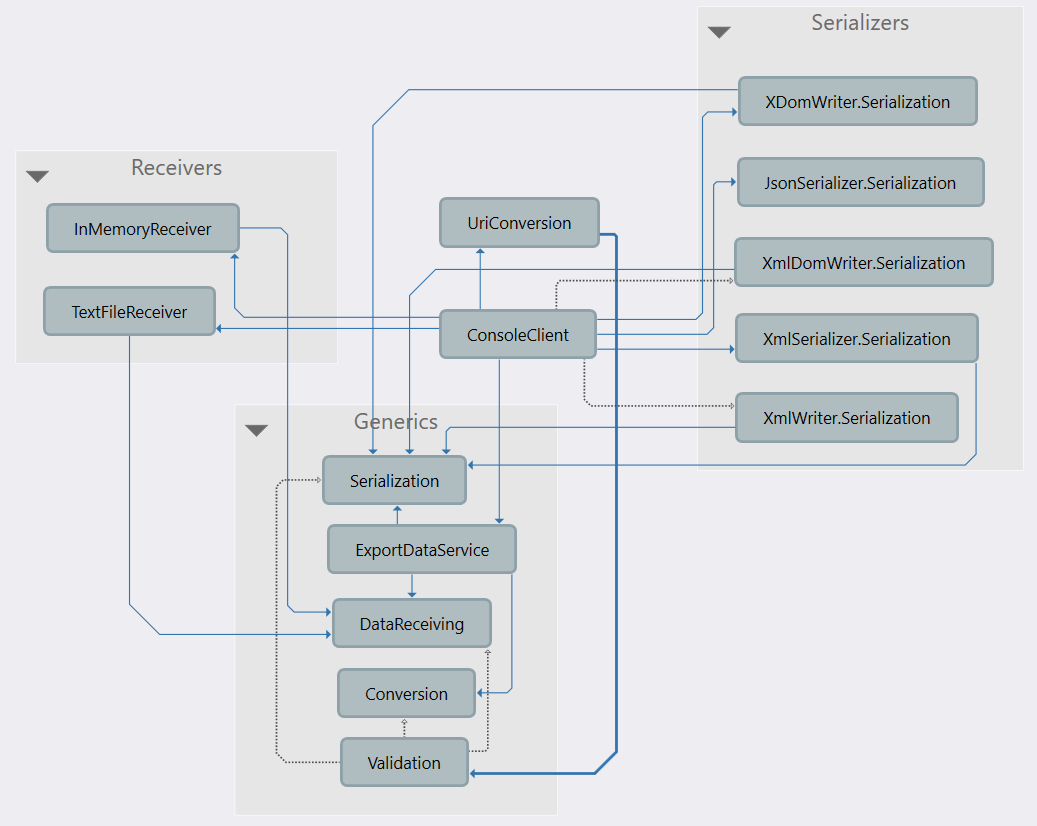 Serializers
XDomWriter.Serialization
JsonSerializer.Serialization
XmlDomWriter.Serialization
XmlSerializer.Serialization
XmlWriter.Serialization
Receivers
InMemoryReceiver
TextFileReceiver
UriConversion
ConsoleClient
Generics
Serialization
ExportDataService
DataReceiving
Conversion
Validation